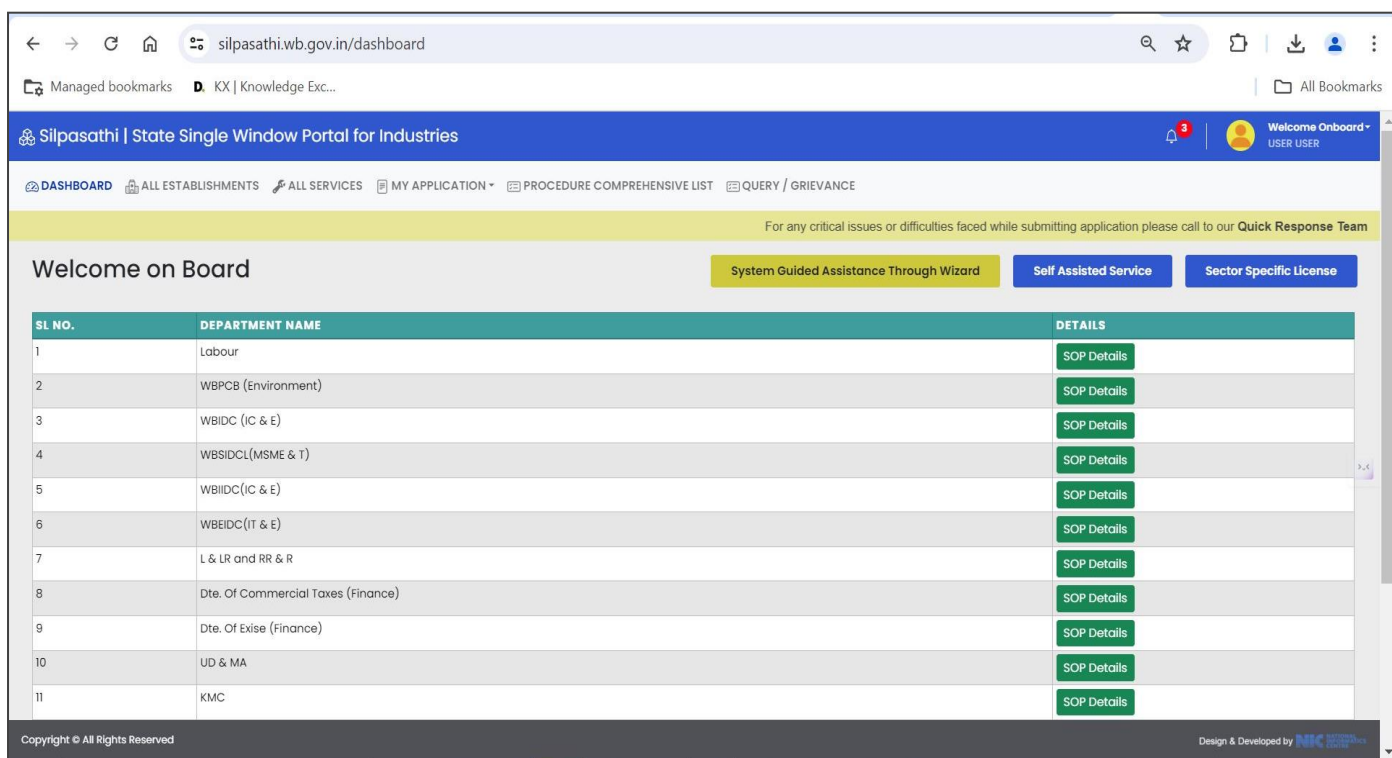 silpasathi.wb.gov.in/dashboard
Managed bookmarks D. KX | Knowledge Exc... All Bookmarks
Silpasathi | State Single Window Portal for Industries 3 Welcome Onboard
USER USER
DASHBOARD ALL ESTABLISHMENTS ALL SERVICES MY APPLICATION PROCEDURE COMPREHENSIVE LIST QUERY / GRIEVANCE
For any critical issues or difficulties faced while submitting application please call to our Quick Response Team
Welcome on Board System Guided Assistance Through Wizard Self Assisted Service Sector Specific License
SL NO. DEPARTMENT NAME DETAILS
1 Labour SOP Details
2 WBPCB (Environment) SOP Details
3 WBIDC (IC & E) SOP Details
4 WBSIDCL(MSME & T) SOP Details
5 WBIIDC(IC & E) SOP Details
6 WBEIDC(IT & E) SOP Details
7 L & LR and RR & R SOP Details
8 Dte. Of Commercial Taxes (Finance) SOP Details
9 Dte. Of Exise (Finance) SOP Details
10 UD & MA SOP Details
11 KMC SOP Details
Copyright © All Rights Reserved Design & Developed by NIC NATIONAL
INFORMATICS
CENTRE